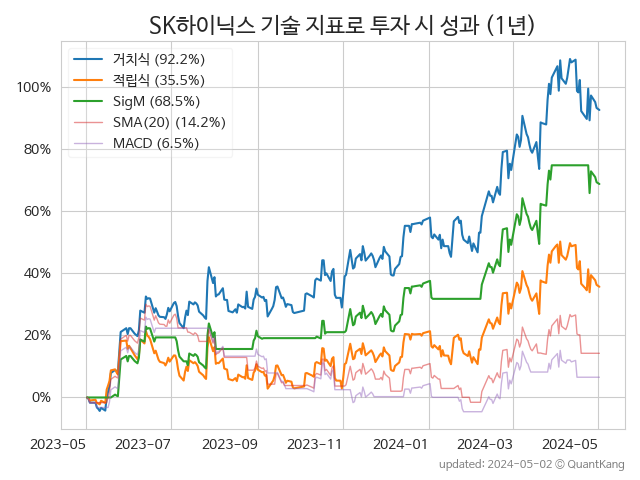 SK하이닉스 기술 지표로 투자 시 성과 (1년)
거치식 (92.2%)
적립식 (35.5%)
SigM (68.5%)
SMA(20) (14.2%)
MACD (6.5%)
100%
80%
60%
40%
20%
0%
2023-05 2023-07 2023-09 2023-11 2024-01 2024-03 2024-05
updated: 2024-05-02 © QuantKang